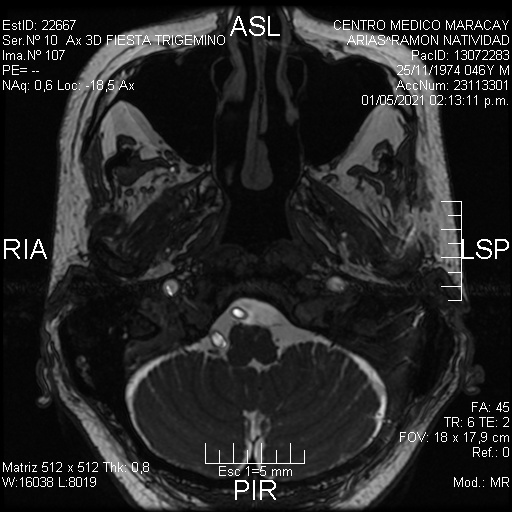 EstID: 22667
Ser.Nº 10 Ax 3D FIESTA TRIGEMINO
Ima.Nº 107
PE= --
NAq: 0,6 Loc: -18,5 Ax
ASL
CENTRO MEDICO MARACAY
ARIAS^RAMON NATIVIDAD
PacID: 13072283
25/11/1974 046Y M
AccNum: 23113301
01/05/2021 02:13:11 p.m.
RIA
LSP
Matriz 512 x 512 Thk: 0,8
W:16038 L:8019
Esc 1=5 mm
PIR
FA: 45
TR: 6 TE: 2
FOV: 18 x 17,9 cm
Ref.: 0
Mod.: MR